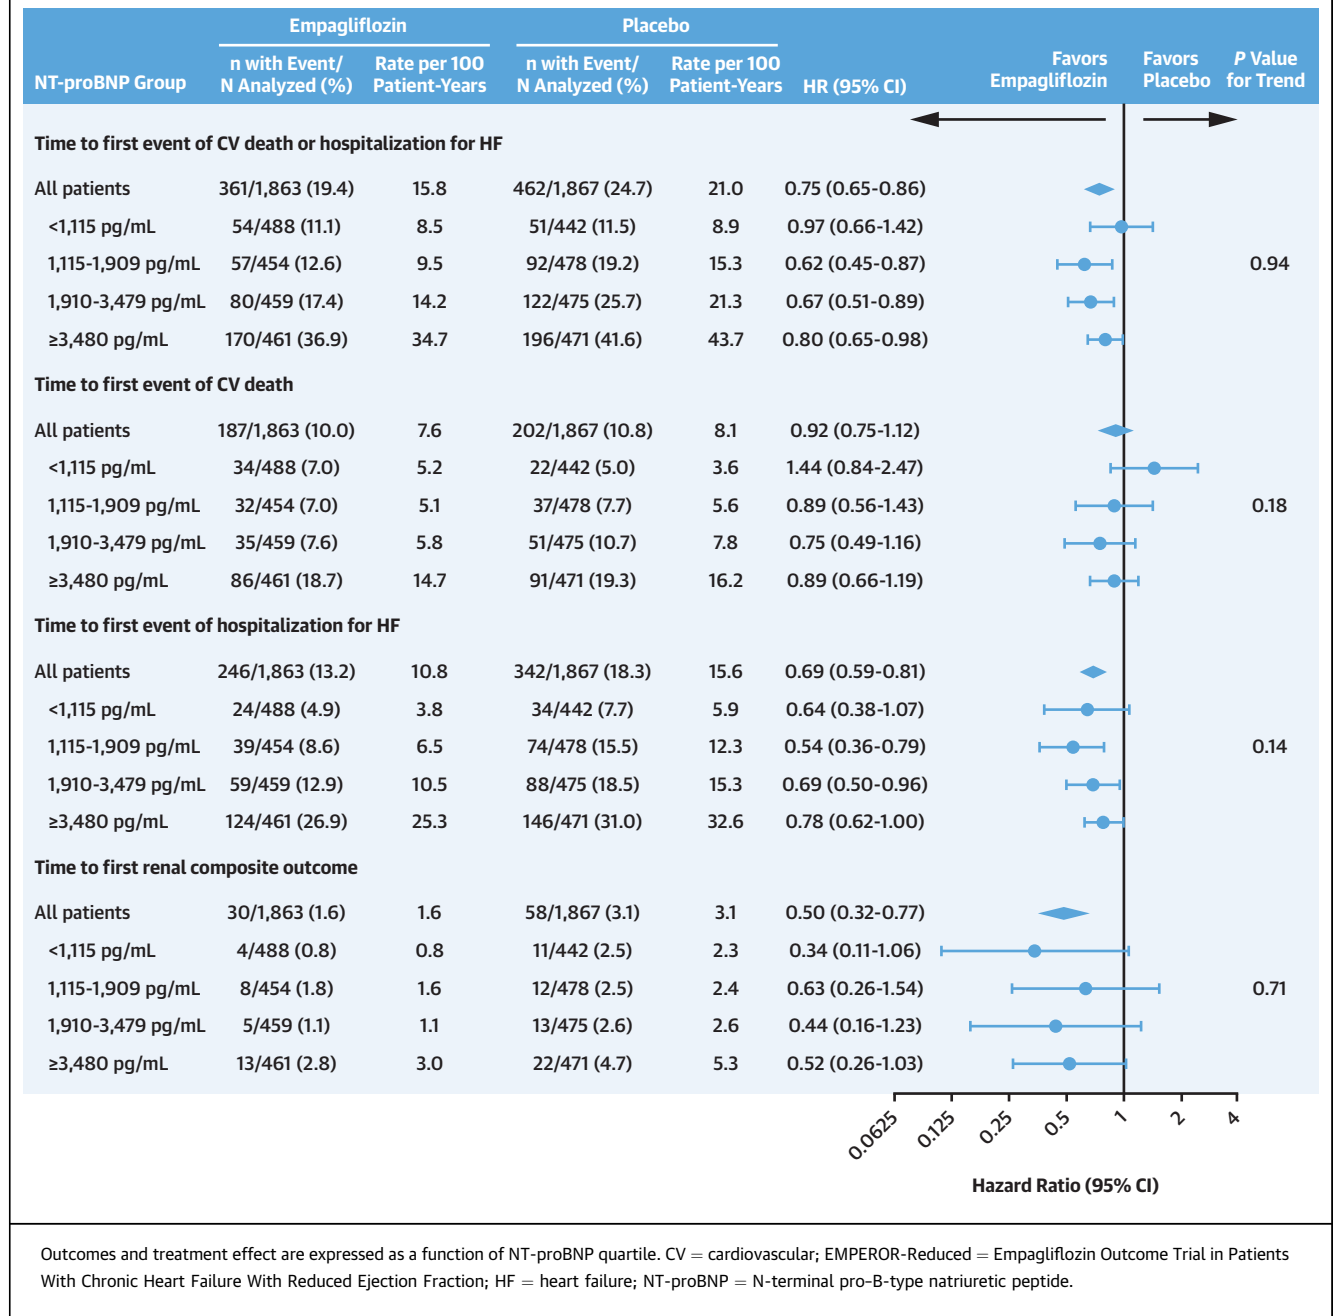 Empagliflozin Placebo
NT-proBNP Group n with Event/ N Analyzed (%) Rate per 100 Patient-Years n with Event/ N Analyzed (%) Rate per 100 Patient-Years HR (95% CI) Favors Empagliflozin Favors Placebo P Value for Trend
Time to first event of CV death or hospitalization for HF
All patients 361/1,863 (19.4) 15.8 462/1,867 (24.7) 21.0 0.75 (0.65-0.86)
<1,115 pg/mL 54/488 (11.1) 8.5 51/442 (11.5) 8.9 0.97 (0.66-1.42)
1,115-1,909 pg/mL 57/454 (12.6) 9.5 92/478 (19.2) 15.3 0.62 (0.45-0.87) 0.94
1,910-3,479 pg/mL 80/459 (17.4) 14.2 122/475 (25.7) 21.3 0.67 (0.51-0.89)
≥3,480 pg/mL 170/461 (36.9) 34.7 196/471 (41.6) 43.7 0.80 (0.65-0.98)
Time to first event of CV death
All patients 187/1,863 (10.0) 7.6 202/1,867 (10.8) 8.1 0.92 (0.75-1.12)
<1,115 pg/mL 34/488 (7.0) 5.2 22/442 (5.0) 3.6 1.44 (0.84-2.47)
1,115-1,909 pg/mL 32/454 (7.0) 5.1 37/478 (7.7) 5.6 0.89 (0.56-1.43) 0.18
1,910-3,479 pg/mL 35/459 (7.6) 5.8 51/475 (10.7) 7.8 0.75 (0.49-1.16)
≥3,480 pg/mL 86/461 (18.7) 14.7 91/471 (19.3) 16.2 0.89 (0.66-1.19)
Time to first event of hospitalization for HF
All patients 246/1,863 (13.2) 10.8 342/1,867 (18.3) 15.6 0.69 (0.59-0.81)
<1,115 pg/mL 24/488 (4.9) 3.8 34/442 (7.7) 5.9 0.64 (0.38-1.07)
1,115-1,909 pg/mL 39/454 (8.6) 6.5 74/478 (15.5) 12.3 0.54 (0.36-0.79) 0.14
1,910-3,479 pg/mL 59/459 (12.9) 10.5 88/475 (18.5) 15.3 0.69 (0.50-0.96)
≥3,480 pg/mL 124/461 (26.9) 25.3 146/471 (31.0) 32.6 0.78 (0.62-1.00)
Time to first renal composite outcome
All patients 30/1,863 (1.6) 1.6 58/1,867 (3.1) 3.1 0.50 (0.32-0.77)
<1,115 pg/mL 4/488 (0.8) 0.8 11/442 (2.5) 2.3 0.34 (0.11-1.06)
1,115-1,909 pg/mL 8/454 (1.8) 1.6 12/478 (2.5) 2.4 0.63 (0.26-1.54) 0.71
1,910-3,479 pg/mL 5/459 (1.1) 1.1 13/475 (2.6) 2.6 0.44 (0.16-1.23)
≥3,480 pg/mL 13/461 (2.8) 3.0 22/471 (4.7) 5.3 0.52 (0.26-1.03)
0.0625 0.125 0.25 0.5 1 2 4
Hazard Ratio (95% CI)
Outcomes and treatment effect are expressed as a function of NT-proBNP quartile. CV = cardiovascular; EMPEROR-Reduced = Empagliflozin Outcome Trial in Patients
With Chronic Heart Failure With Reduced Ejection Fraction; HF = heart failure; NT-proBNP = N-terminal pro-B-type natriuretic peptide.